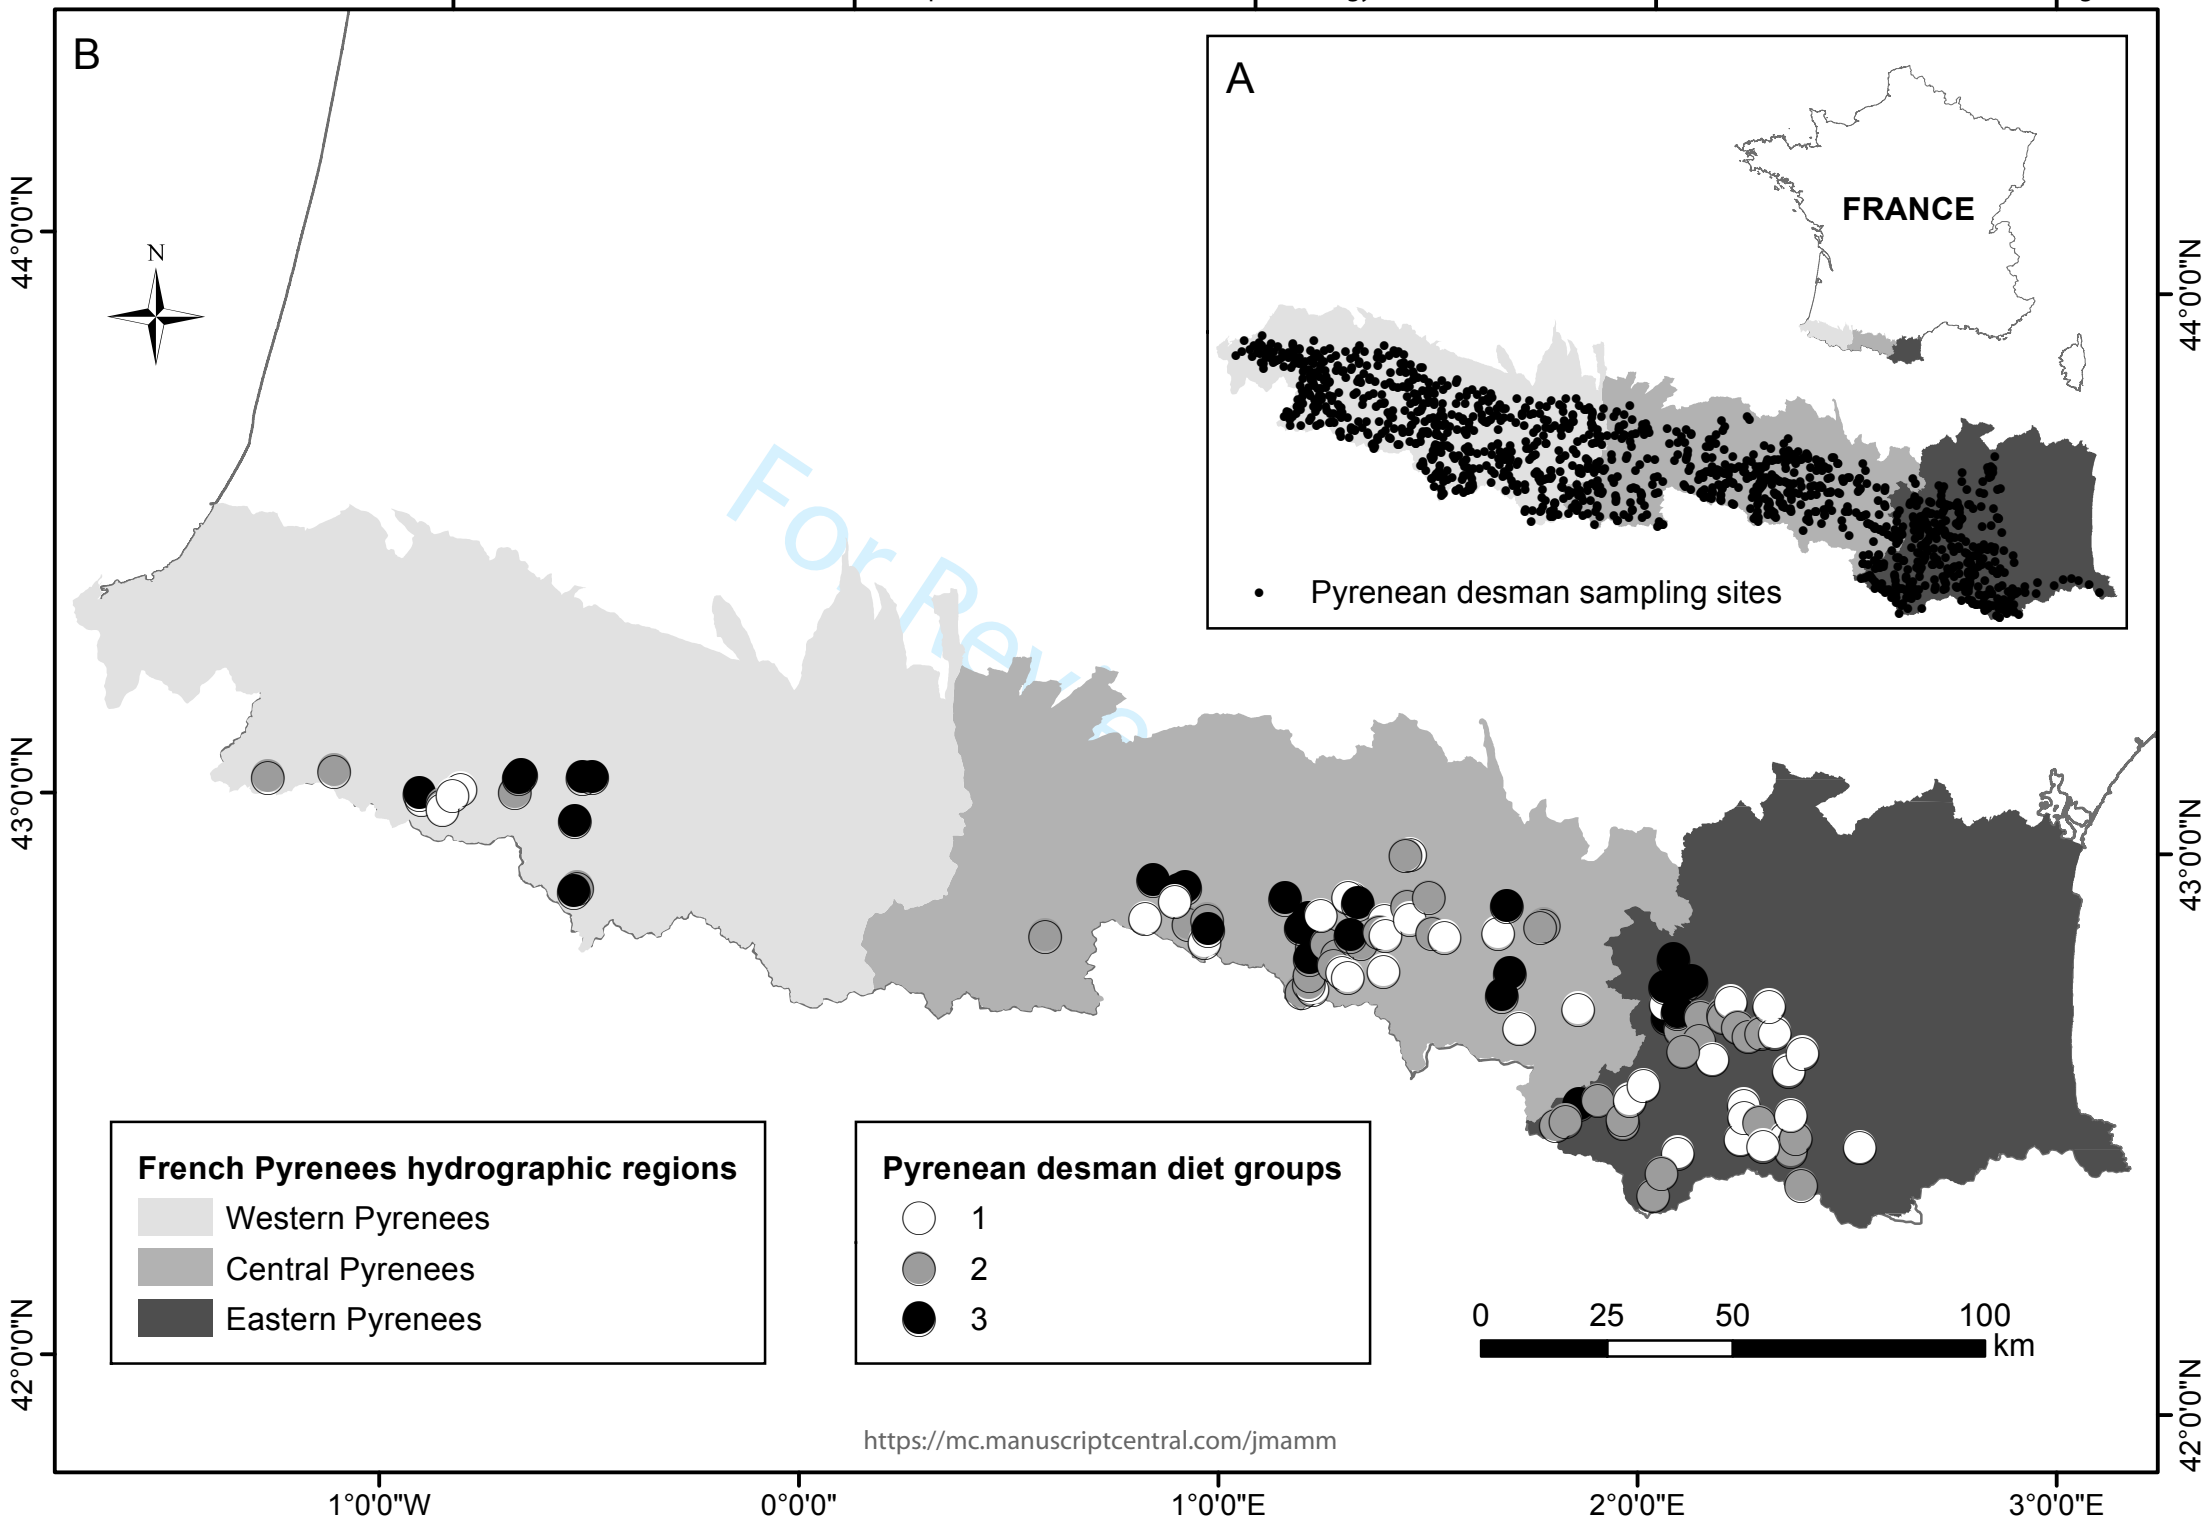 B
A
N
FRANCE
Pyrenean desman sampling sites
For Revie
44°0'0"N
44°0'0"N
43°0'0"N
43°0'0"N
42°0'0"N
42°0'0"N
French Pyrenees hydrographic regions
Western Pyrenees
Central Pyrenees
Eastern Pyrenees
Pyrenean desman diet groups
1
2
3
0 25 50 100
km
https://mc.manuscriptcentral.com/jmamm
1°0'0"W 0°0'0" 1°0'0"E 2°0'0"E 3°0'0"E